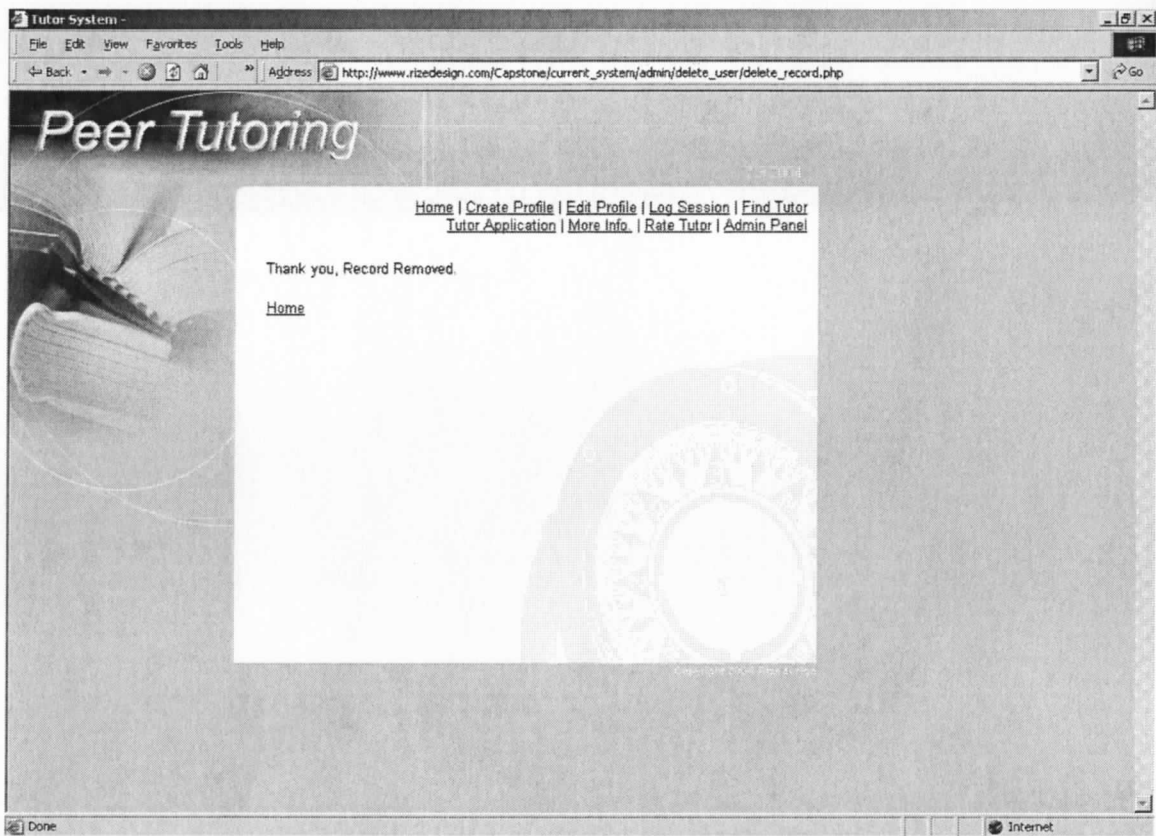 Tutor System -
File Edit View Favorites Tools Help
Back Address http://www.rizedesign.com/Capstone/current_system/admin/delete_user/delete_record.php Go
Peer Tutoring
Home | Create Profile | Edit Profile | Log Session | Find Tutor
Tutor Application | More Info. | Rate Tutor | Admin Panel
Thank you, Record Removed.
Home
Done Internet